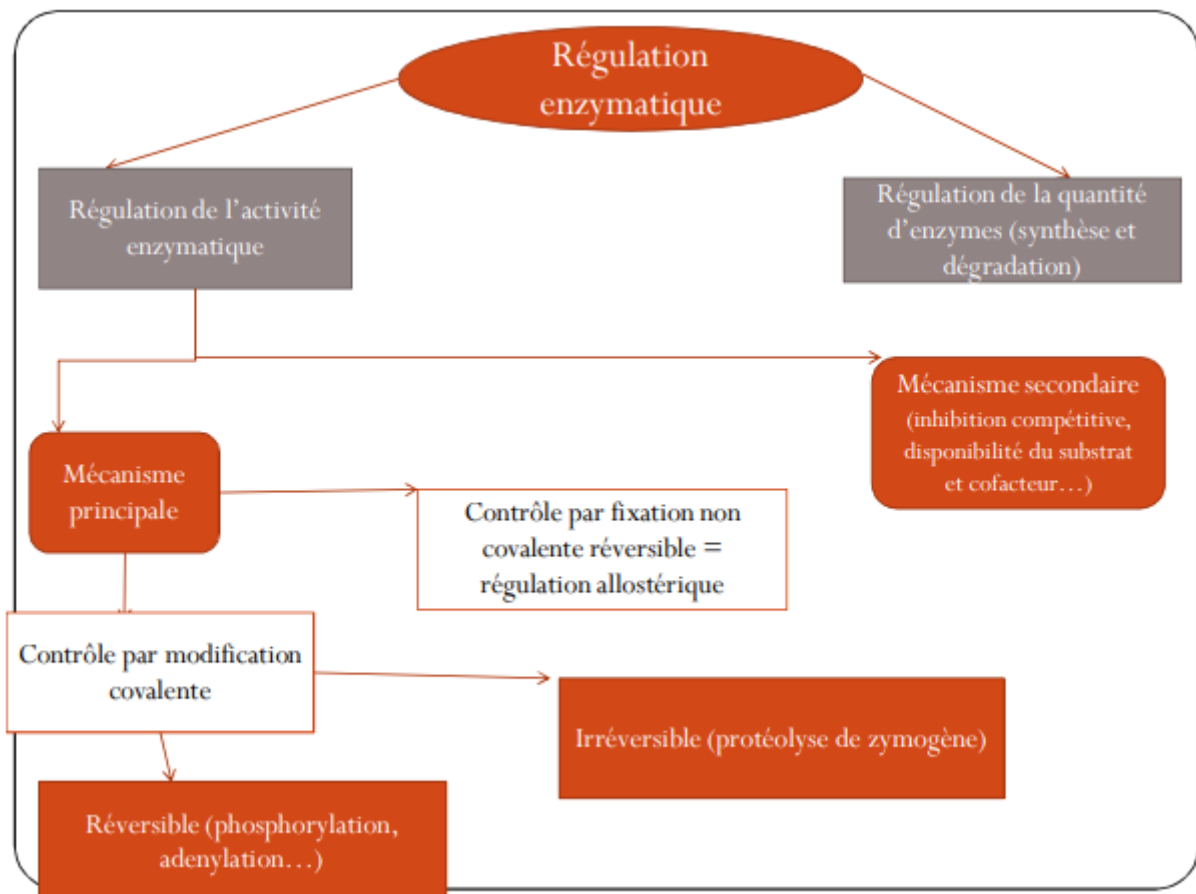 Régulation
enzymatique
Régulation de l'activité
enzymatique
Régulation de la quantité
d'enzymes (synthèse et
dégradation)
Mécanisme secondaire
(inhibition compétitive,
disponibilité du substrat
et cofacteur...)
Mécanisme
principale
Contrôle par fixation non
covalente réversible =
régulation allostérique
Contrôle par modification
covalente
Irréversible (protéolyse de zymogène)
Réversible (phosphorylation,
adenylation...)